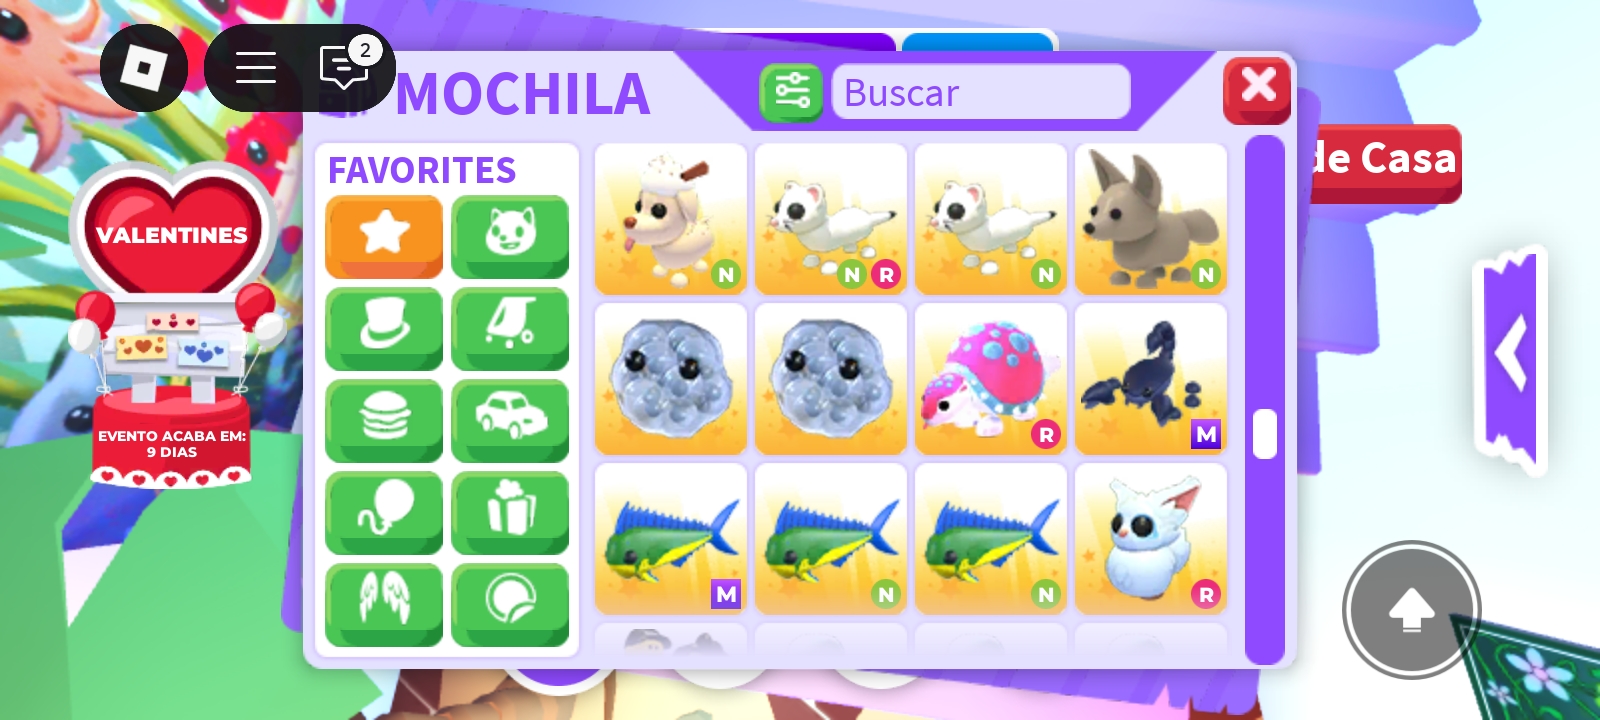 2
MOCHILA
Buscar
FAVORITES
de Casa
VALENTINES
EVENTO ACABA EM:
9 DIAS
N
N R
N
N
R
M
M
N
N
R